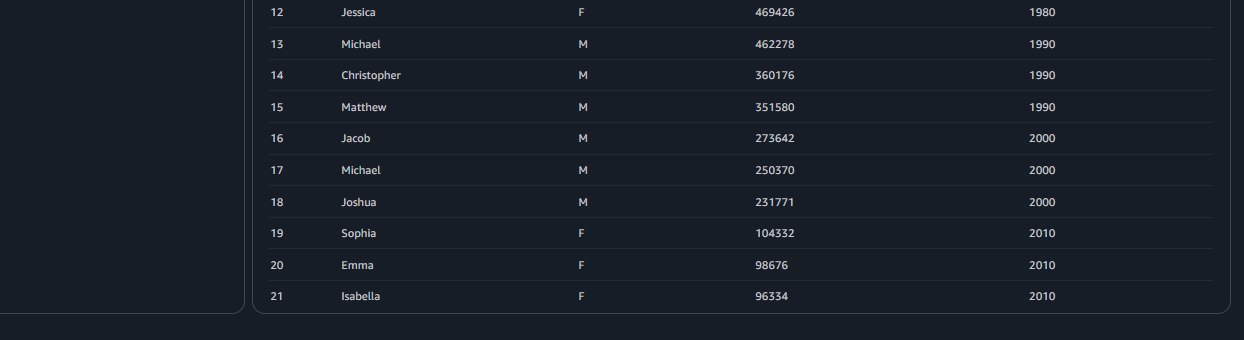 12 Jessica F 469426 1980
13 Michael M 462278 1990
14 Christopher M 360176 1990
15 Matthew M 351580 1990
16 Jacob M 273642 2000
17 Michael M 250370 2000
18 Joshua M 231771 2000
19 Sophia F 104332 2010
20 Emma F 98676 2010
21 Isabella F 96334 2010